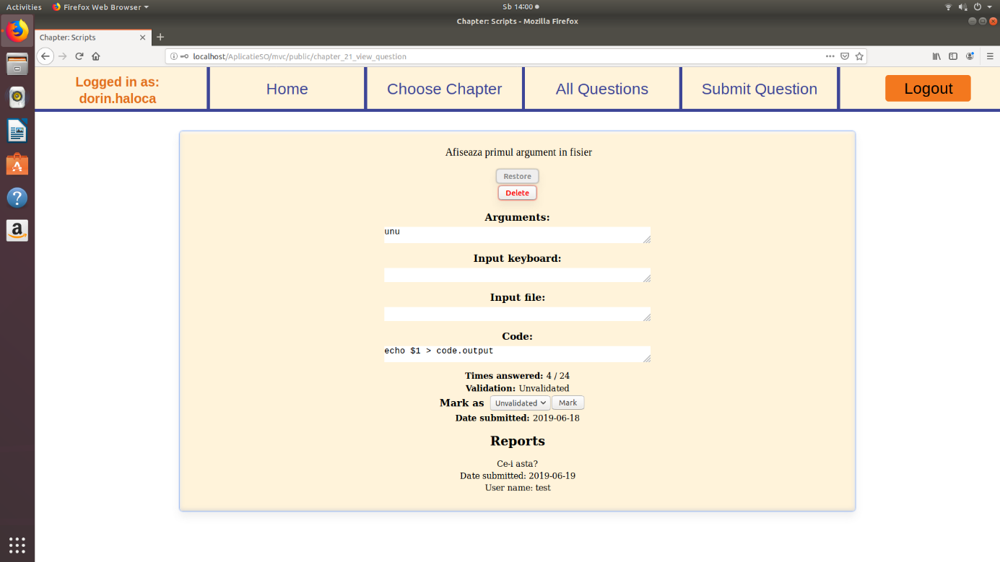 Activities
Firefox Web Browser
Sb 14:00
Chapter: Scripts - Mozilla Firefox
Chapter: Scripts
localhost/AplicatieSO/mvc/public/chapter_21_view_question
Logged in as:
dorin.haloca
Home
Choose Chapter
All Questions
Submit Question
Logout
Afiseaza primul argument in fisier
Restore
Delete
Arguments:
unu
Input keyboard:
Input file:
Code:
echo $1 > code.output
Times answered: 4 / 24
Validation: Unvalidated
Mark as Unvalidated Mark
Date submitted: 2019-06-18
Reports
Ce-i asta?
Date submitted: 2019-06-19
User name: test